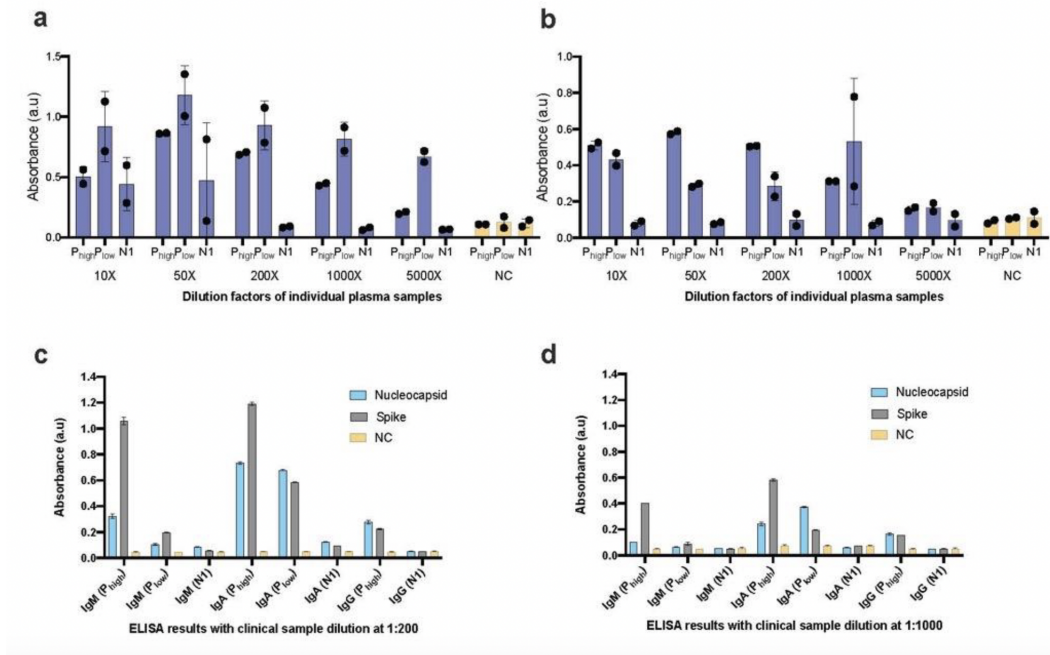 a
1.5
1.0
0.5
0.0
Absorbance (a.u)
Phigh Plow N1 Phigh Plow N1 Phigh Plow N1 Phigh Plow N1 Phigh Plow N1 Phigh Plow N1
10X 50X 200X 1000X 5000X NC
Dilution factors of individual plasma samples
b
1.0
0.8
0.6
0.4
0.2
0.0
Absorbance (a.u)
Phigh Plow N1 Phigh Plow N1 Phigh Plow N1 Phigh Plow N1 Phigh Plow N1 Phigh Plow N1
10X 50X 200X 1000X 5000X NC
Dilution factors of individual plasma samples
c
1.4
1.2
1.0
0.8
0.6
0.4
0.2
0.0
Absorbance (a.u)
Nucleocapsid
Spike
NC
IgM (Phigh)
IgM (Plow)
IgM (N1)
IgA (Phigh)
IgA (Plow)
IgA (N1)
IgG (Phigh)
IgG (N1)
ELISA results with clinical sample dilution at 1:200
d
1.4
1.2
1.0
0.8
0.6
0.4
0.2
0.0
Absorbance (a.u)
Nucleocapsid
Spike
NC
IgM (Phigh)
IgM (Plow)
IgM (N1)
IgA (Phigh)
IgA (Plow)
IgA (N1)
IgG (Phigh)
IgG (N1)
ELISA results with clinical sample dilution at 1:1000